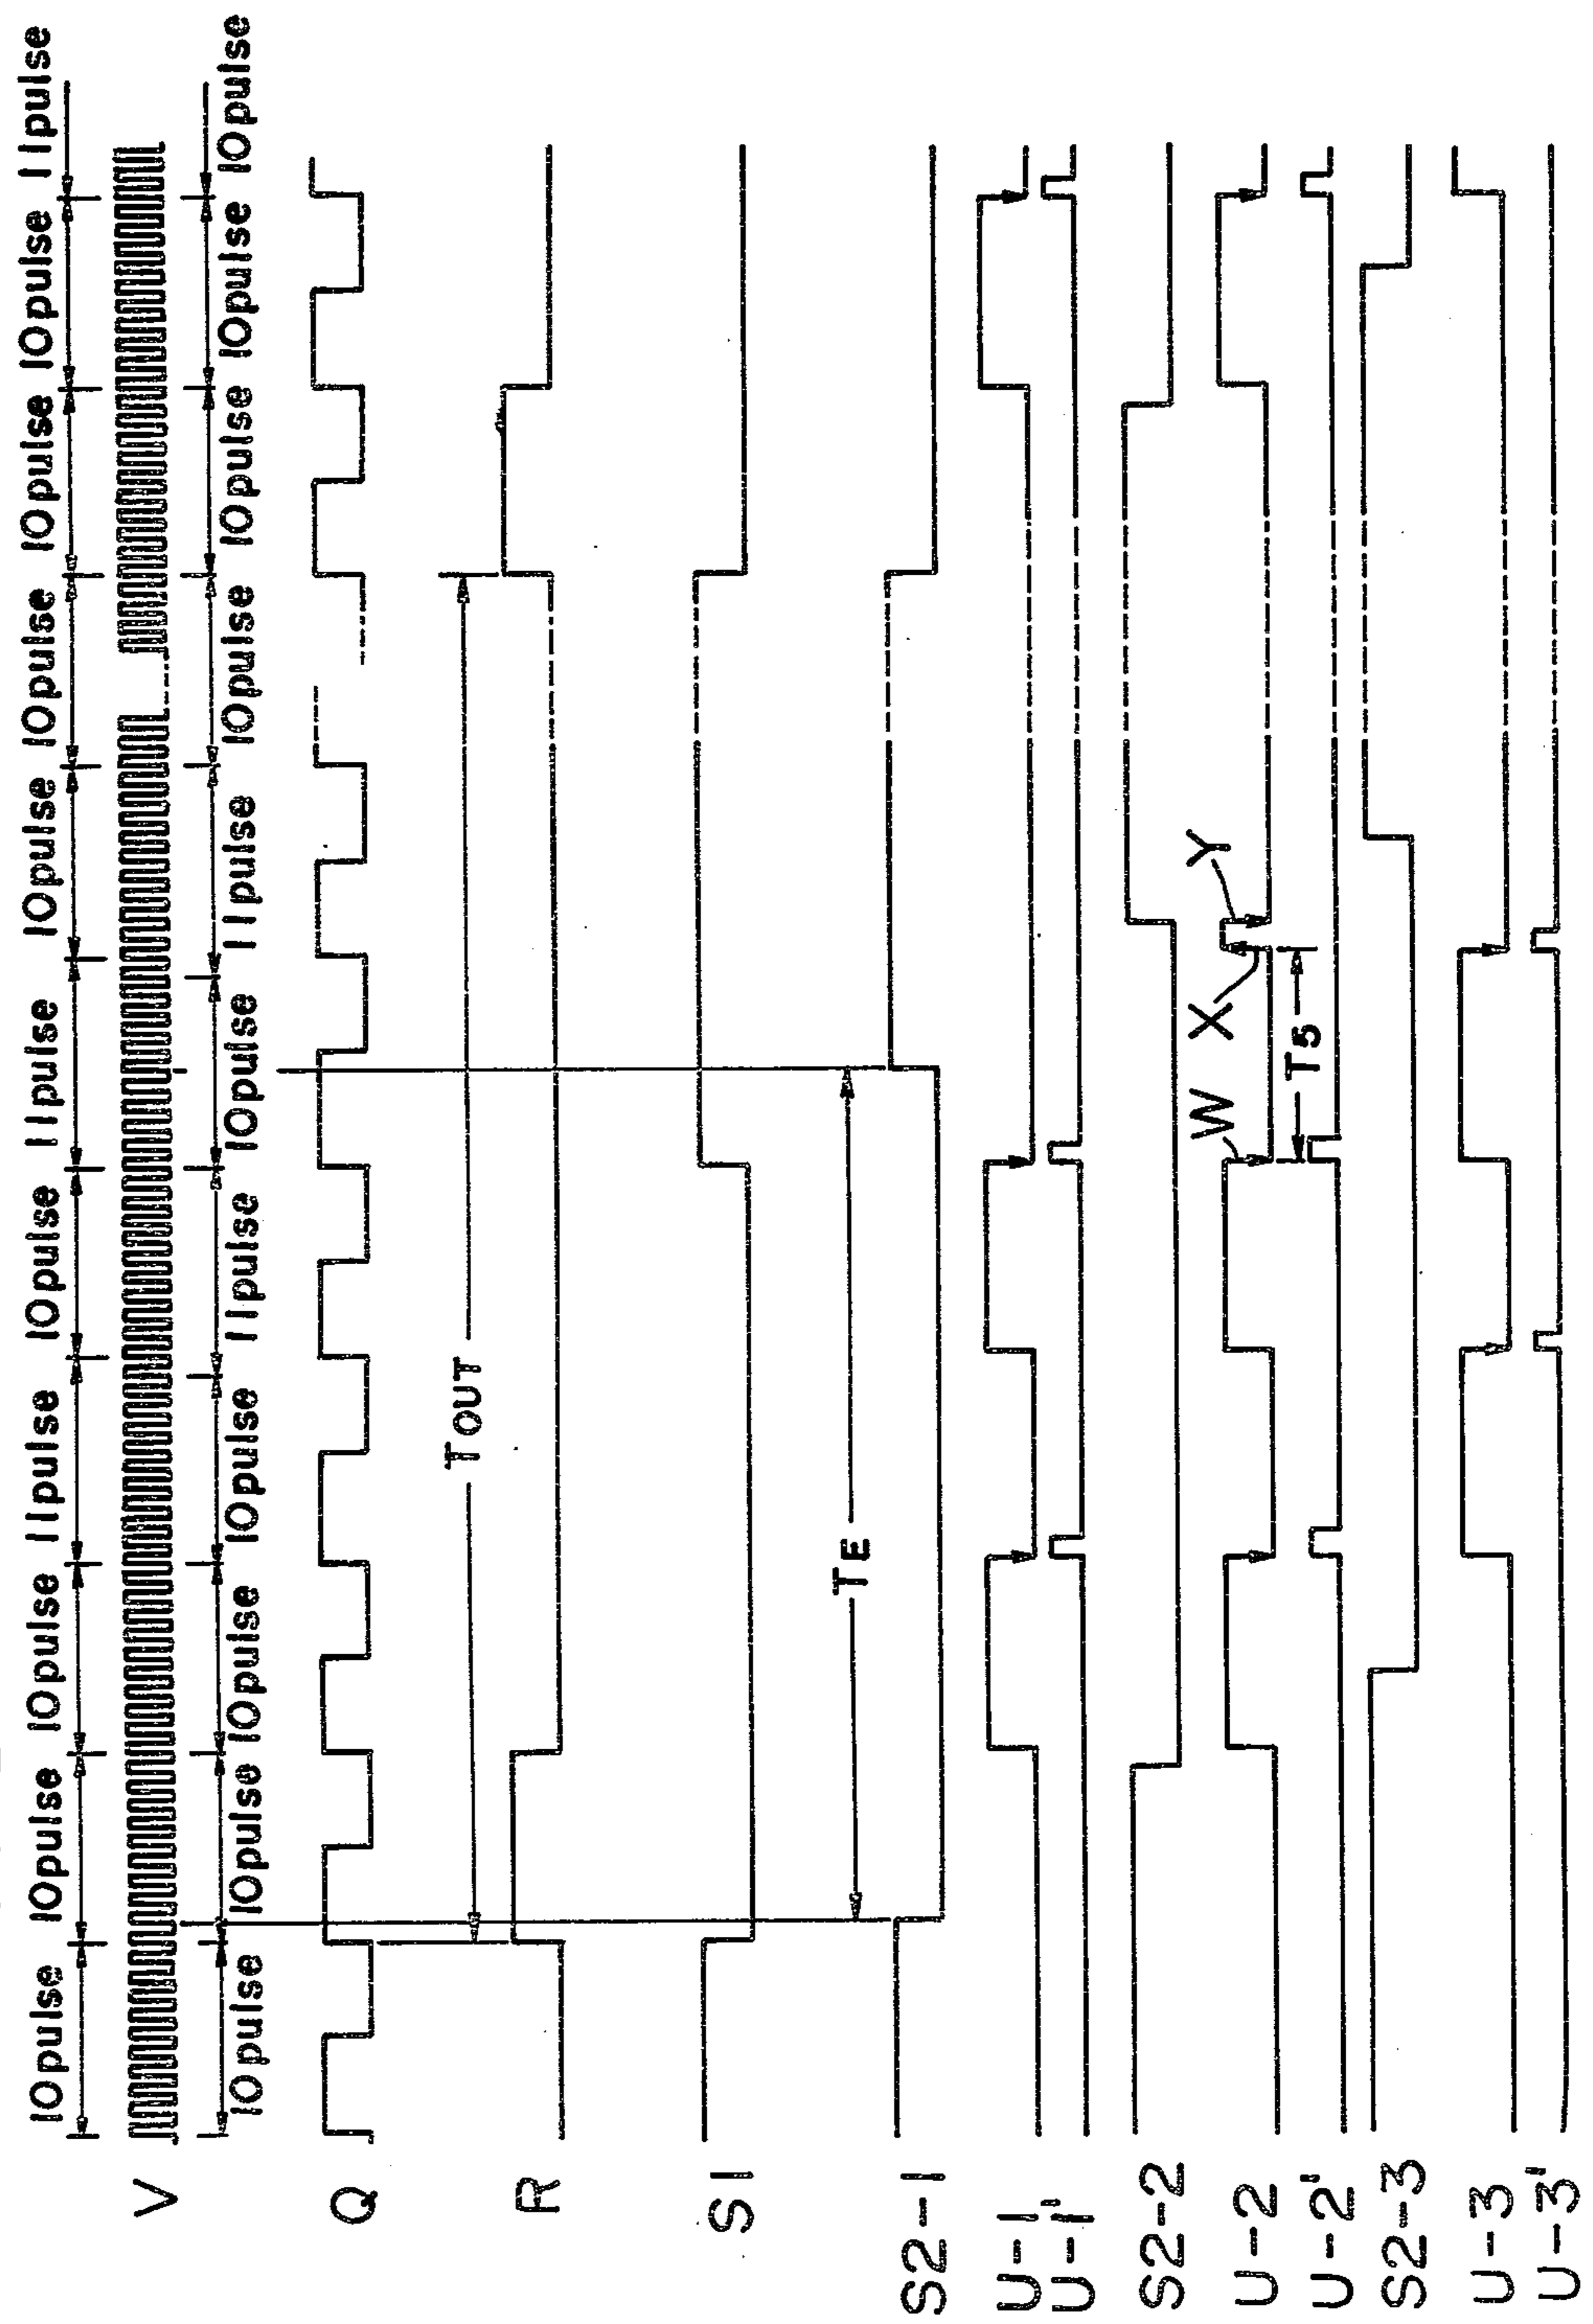 10pulse 10pulse 10pulse 11pulse 10pulse 11pulse 10pulse 10pulse 10pulse 10pulse 11pulse
V
10pulse 10pulse 10pulse 10pulse 11pulse 10pulse 11pulse 10pulse 10pulse 10pulse 10pulse
Q
TOUT
R
S1
TE
S2-1
U-1
U-1'
S2-2
W X Y
U-2
T5
U-2'
S2-3
U-3
U-3'